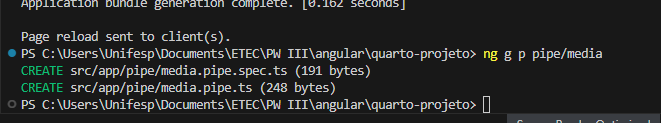 Application bundle generation complete. [0.162 seconds]
Page reload sent to client(s).
PS C:\Users\Unifesp\Documents\ETEC\PW III\angular\quarto-projeto> ng g p pipe/media
CREATE src/app/pipe/media.pipe.spec.ts (191 bytes)
CREATE src/app/pipe/media.pipe.ts (248 bytes)
PS C:\Users\Unifesp\Documents\ETEC\PW III\angular\quarto-projeto>